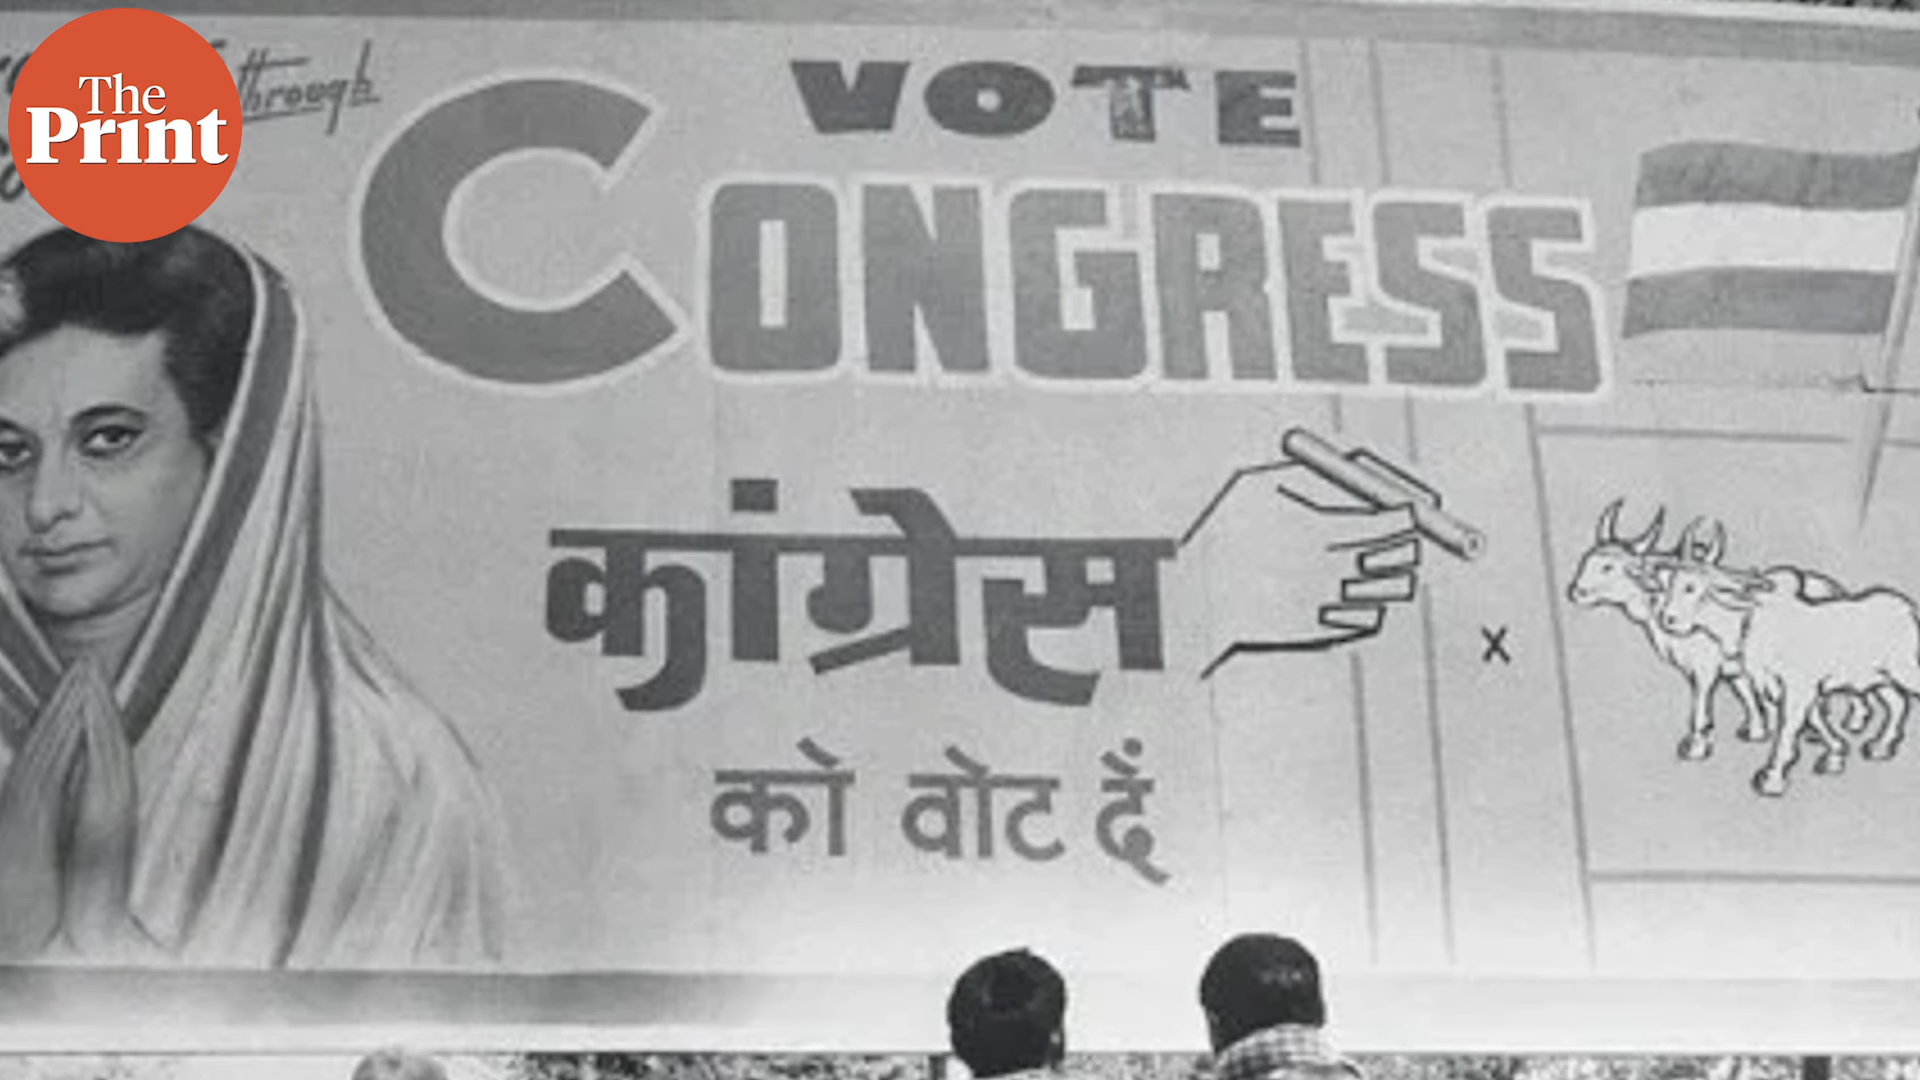 The
Print
through
VOTE
CONGRESS
कांग्रेस
X
को वोट दें